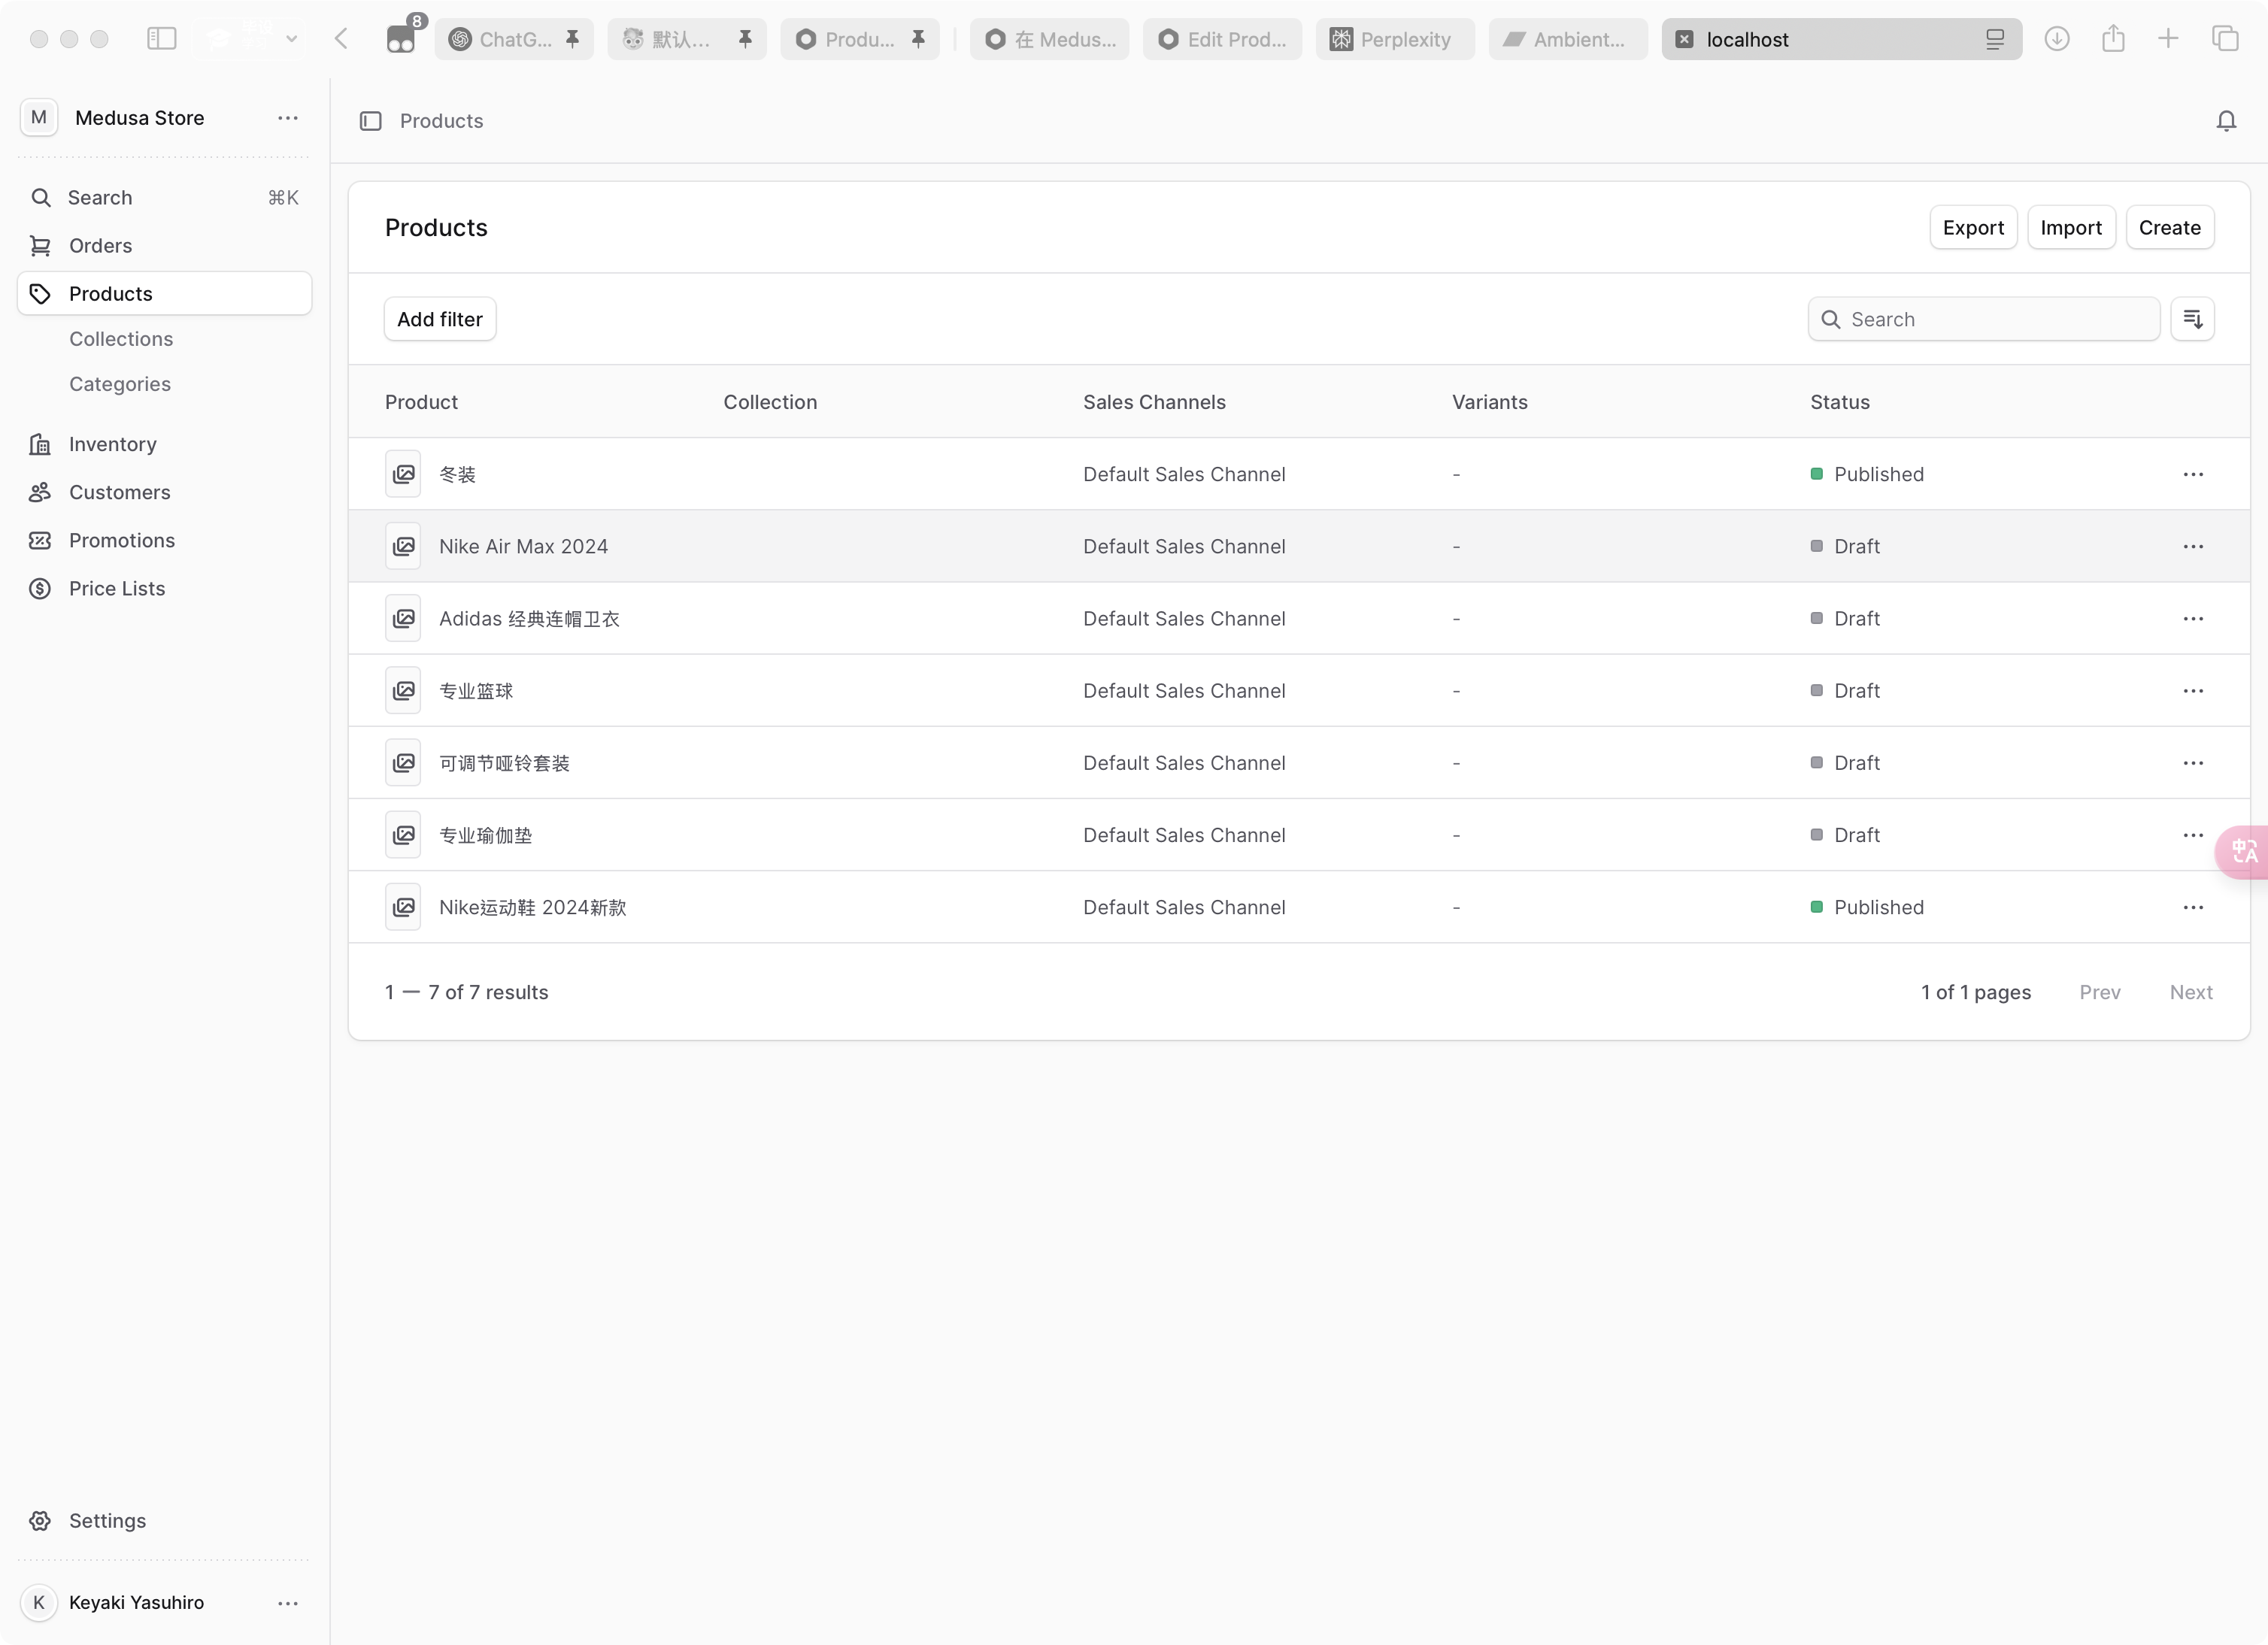 8
ChatG...
默认...
Produ...
在 Medus...
Edit Prod...
Perplexity
Ambient...
localhost
M
Medusa Store
Products
Search
⌘K
Orders
Products
Collections
Categories
Inventory
Customers
Promotions
Price Lists
Settings
K
Keyaki Yasuhiro
Products
Export
Import
Create
Add filter
Search
Product Collection Sales Channels Variants Status
冬装 Default Sales Channel - Published
Nike Air Max 2024 Default Sales Channel - Draft
Adidas 经典连帽卫衣 Default Sales Channel - Draft
专业篮球 Default Sales Channel - Draft
可调节哑铃套装 Default Sales Channel - Draft
专业瑜伽垫 Default Sales Channel - Draft
Nike运动鞋 2024新款 Default Sales Channel - Published
1 — 7 of 7 results
1 of 1 pages
Prev
Next
中A